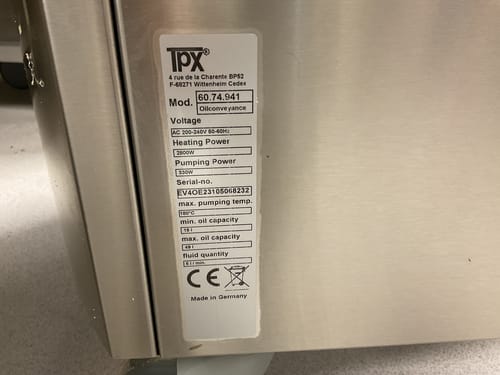 TPX®
4 rue de la Charente BP52
F-68271 Wittenheim Cedex
Mod. 60.74.941
Oilconveyance
Voltage
AC 200-240V 50-60Hz
Heating Power
2800W
Pumping Power
330W
Serial-no.
EV4OE23105068232
max. pumping temp.
180°C
min. oil capacity
15 l
max. oil capacity
49 l
fluid quantity
CE
Made in Germany